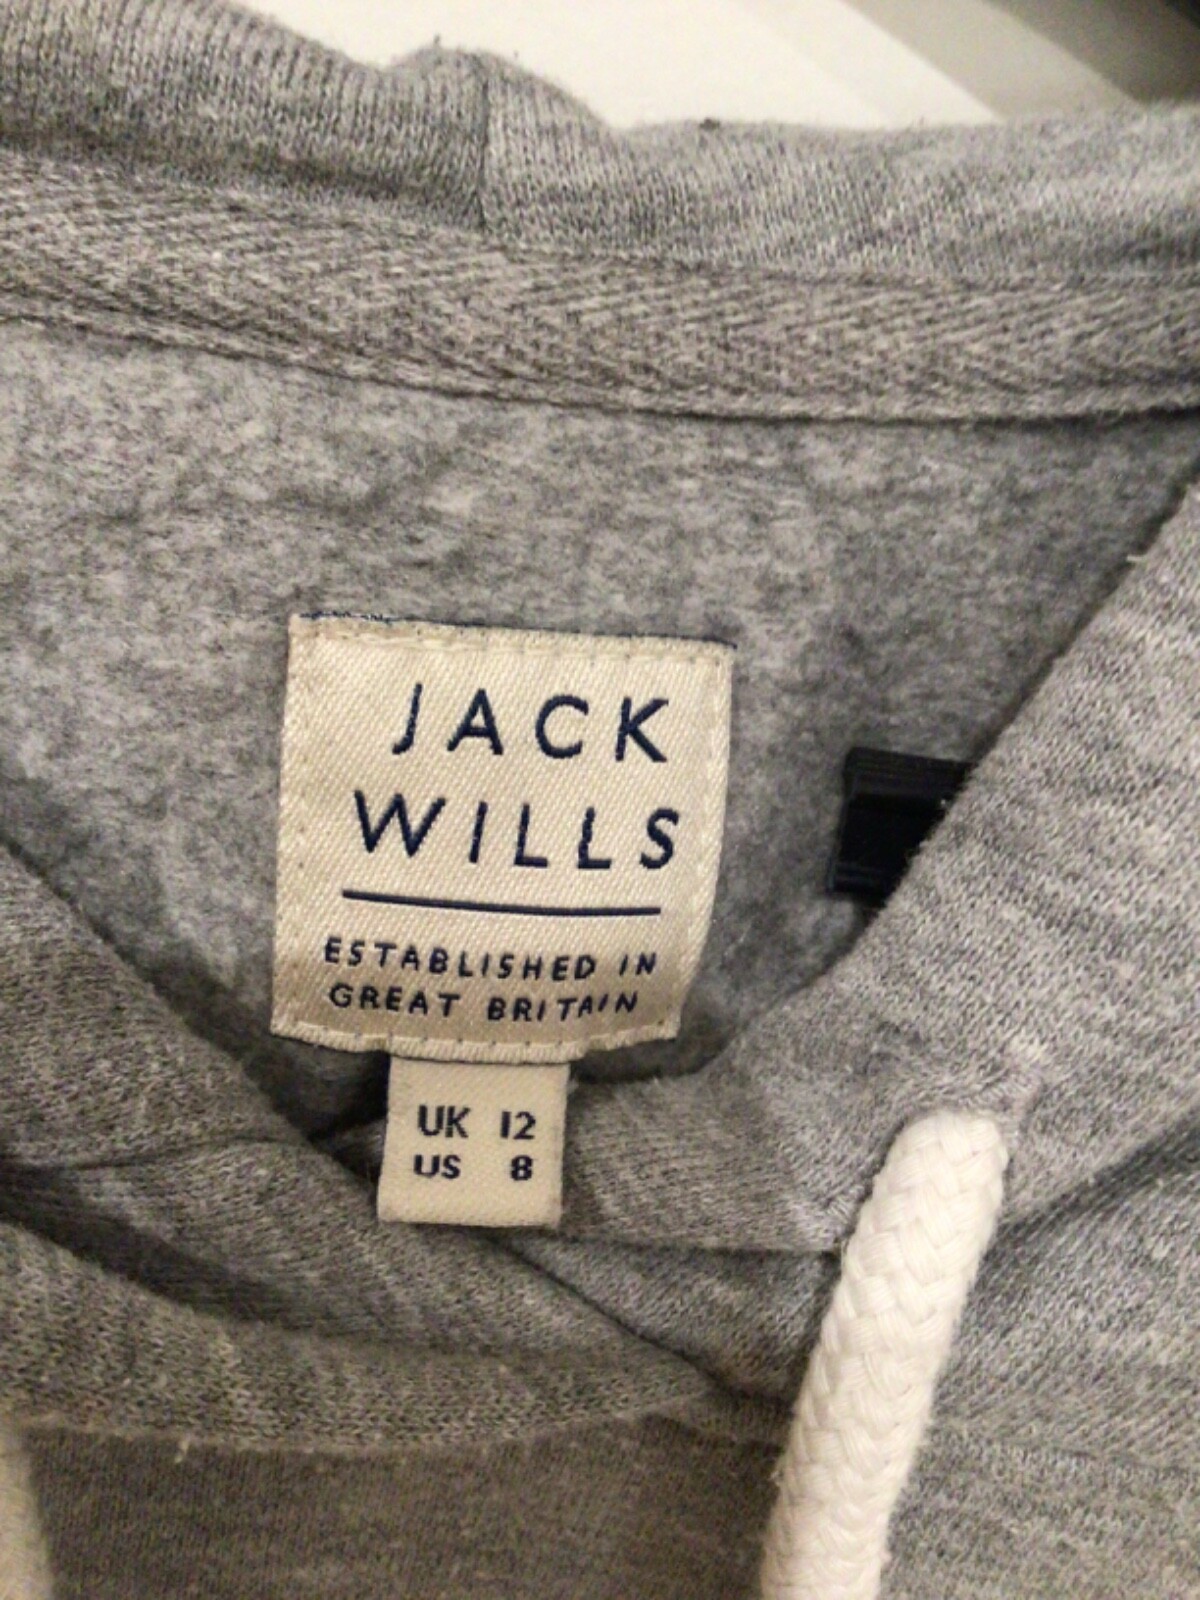 JACK
WILLS
ESTABLISHED IN
GREAT BRITAIN
UK 12
US 8